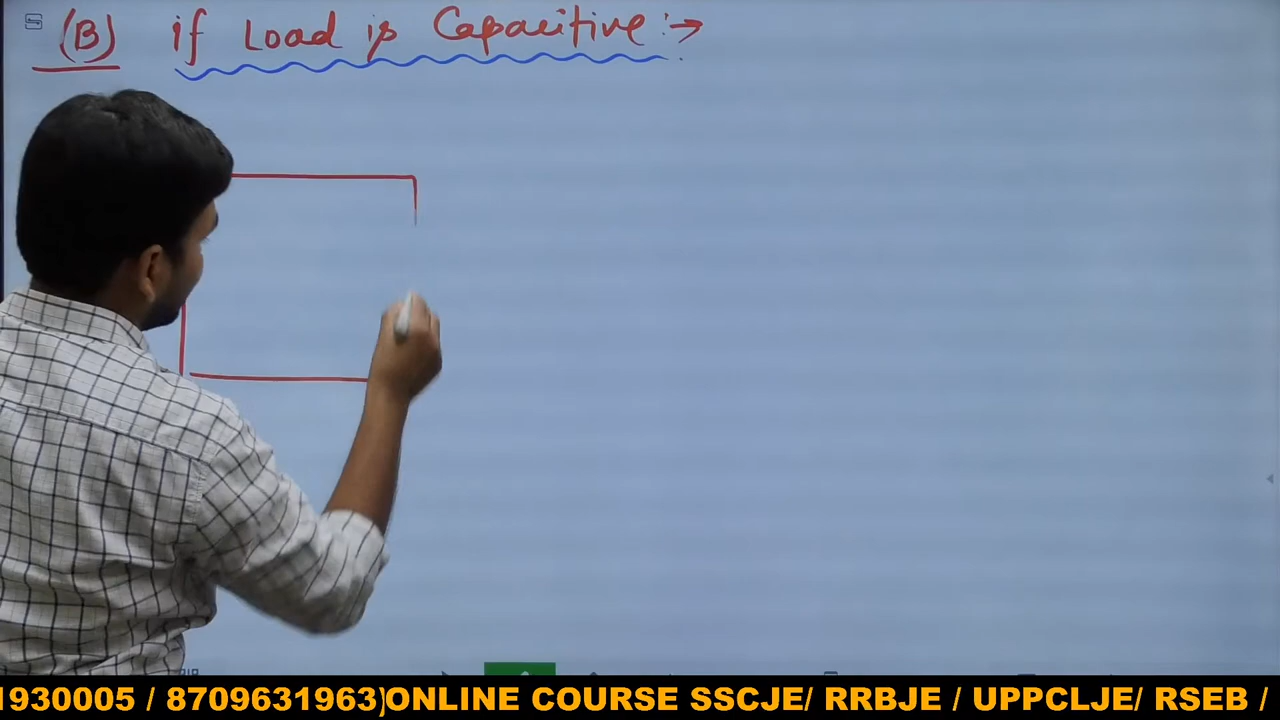 (B) if Load is Capacitive :→
1930005 / 8709631963)ONLINE COURSE SSCJE/ RRBJE / UPPCLJE/ RSEB /